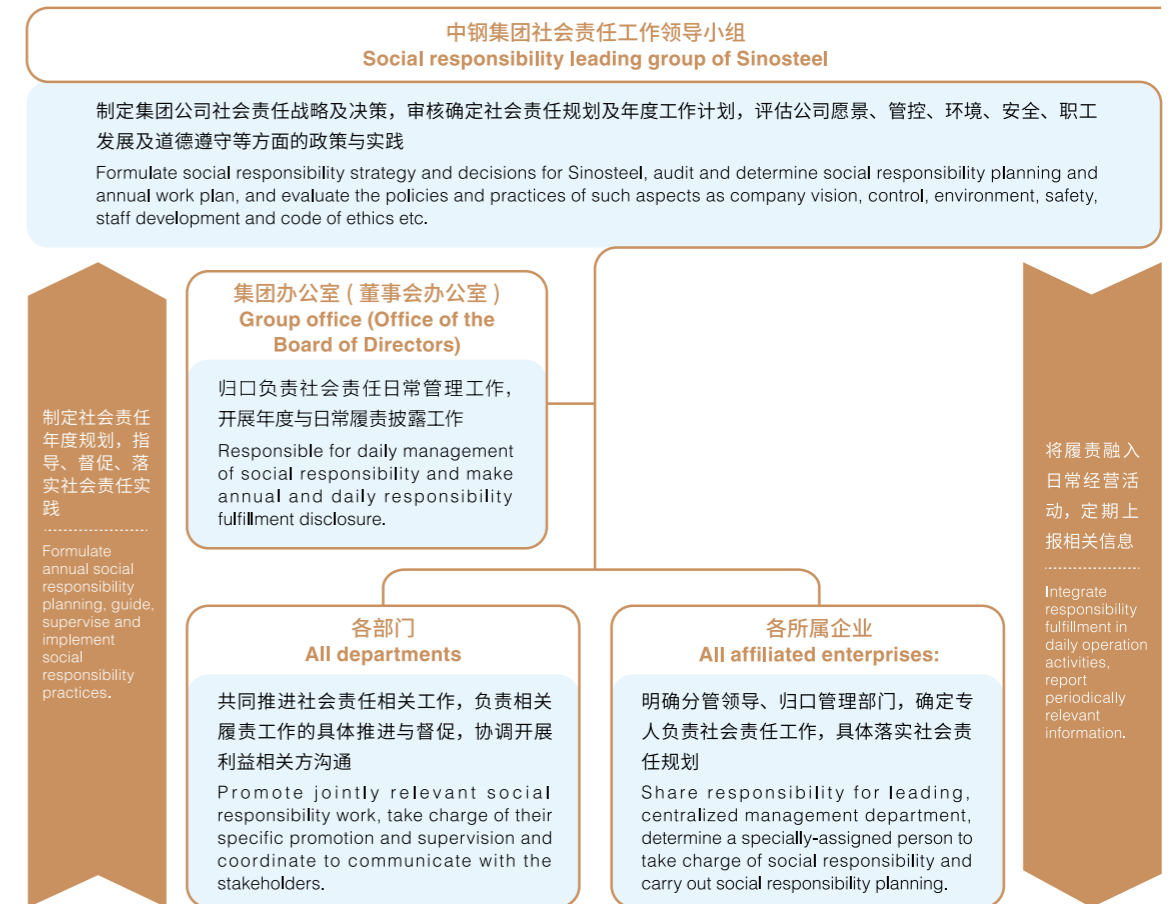 中钢集团社会责任工作领导小组
Social responsibility leading group of Sinosteel
制定集团公司社会责任战略及决策，审核确定社会责任规划及年度工作计划，评估公司愿景、管控、环境、安全、职工
发展及道德遵守等方面的政策与实践
Formulate social responsibility strategy and decisions for Sinosteel, audit and determine social responsibility planning and
annual work plan, and evaluate the policies and practices of such aspects as company vision, control, environment, safety,
staff development and code of ethics etc.
制定社会责任
年度规划，指
导、督促、落
实社会责任实
践
Formulate
annual social
responsibility
planning, guide,
supervise and
implement
social
responsibility
practices.
集团办公室（董事会办公室）
Group office (Office of the
Board of Directors)
归口负责社会责任日常管理工作，
开展年度与日常履责披露工作
Responsible for daily management
of social responsibility and make
annual and daily responsibility
fulfillment disclosure.
各部门
All departments
共同推进社会责任相关工作，负责相关
履责工作的具体推进与督促，协调开展
利益相关方沟通
Promote jointly relevant social
responsibility work, take charge of their
specific promotion and supervision and
coordinate to communicate with the
stakeholders.
各所属企业
All affiliated enterprises:
明确分管领导、归口管理部门，确定专
人负责社会责任工作，具体落实社会责
任规划
Share responsibility for leading,
centralized management department,
determine a specially-assigned person to
take charge of social responsibility and
carry out social responsibility planning.
将履责融入
日常经营活
动，定期上
报相关信息
Integrate
responsibility
fulfillment in
daily operation
activities,
report
periodically
relevant
information.